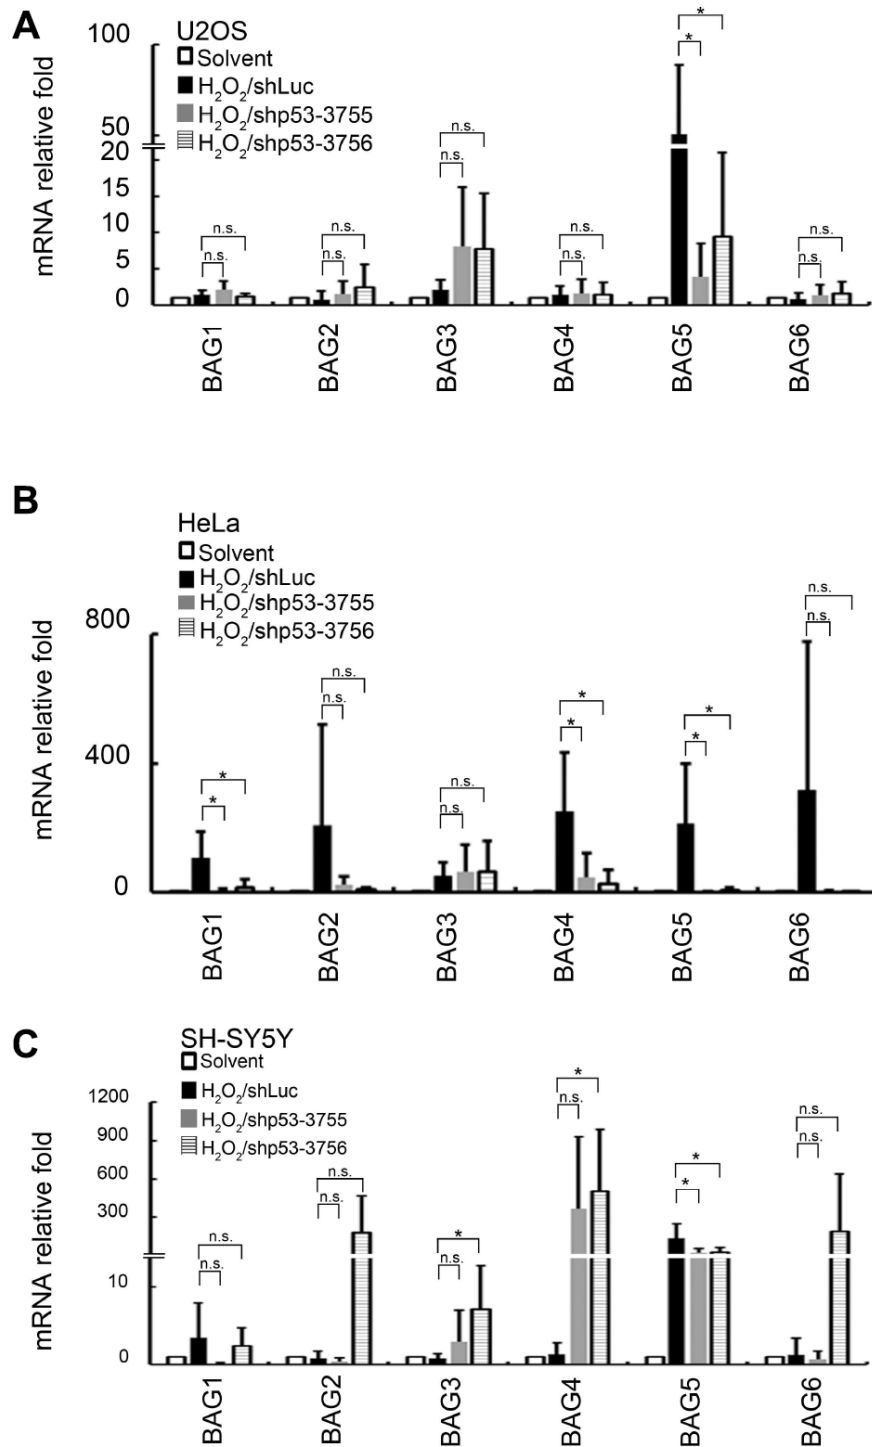 A
U2OS
Solvent
H2O2/shLuc
H2O2/shp53-3755
H2O2/shp53-3756
mRNA relative fold
100
50
20
15
10
5
0
n.s.
n.s.
n.s.
n.s.
n.s.
n.s.
n.s.
n.s.
*
*
n.s.
n.s.
BAG1
BAG2
BAG3
BAG4
BAG5
BAG6
B
HeLa
Solvent
H2O2/shLuc
H2O2/shp53-3755
H2O2/shp53-3756
mRNA relative fold
800
400
0
*
*
n.s.
n.s.
n.s.
n.s.
*
*
*
*
n.s.
n.s.
BAG1
BAG2
BAG3
BAG4
BAG5
BAG6
C
SH-SY5Y
Solvent
H2O2/shLuc
H2O2/shp53-3755
H2O2/shp53-3756
mRNA relative fold
1200
900
600
300
10
0
n.s.
n.s.
n.s.
n.s.
*
n.s.
*
n.s.
*
*
n.s.
n.s.
BAG1
BAG2
BAG3
BAG4
BAG5
BAG6